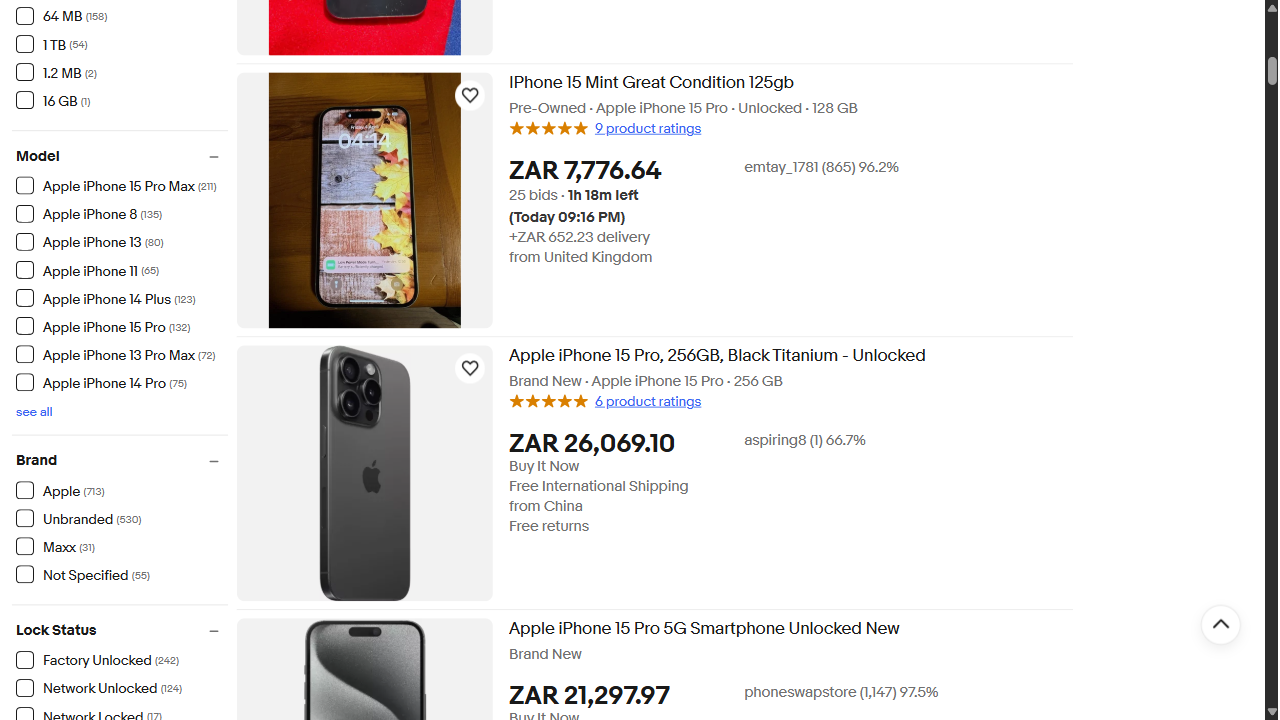 64 MB (158)
1 TB (54)
1.2 MB (2)
16 GB (1)
Model
Apple iPhone 15 Pro Max (211)
Apple iPhone 8 (135)
Apple iPhone 13 (80)
Apple iPhone 11 (65)
Apple iPhone 14 Plus (123)
Apple iPhone 15 Pro (132)
Apple iPhone 13 Pro Max (72)
Apple iPhone 14 Pro (75)
see all
Brand
Apple (713)
Unbranded (530)
Maxx (31)
Not Specified (55)
Lock Status
Factory Unlocked (242)
Network Unlocked (124)
Network Locked (17)
04:14
IPhone 15 Mint Great Condition 125gb
Pre-Owned · Apple iPhone 15 Pro · Unlocked · 128 GB
9 product ratings
ZAR 7,776.64
emtay_1781 (865) 96.2%
25 bids · 1h 18m left
(Today 09:16 PM)
+ZAR 652.23 delivery
from United Kingdom
Apple iPhone 15 Pro, 256GB, Black Titanium - Unlocked
Brand New · Apple iPhone 15 Pro · 256 GB
6 product ratings
ZAR 26,069.10
aspiring8 (1) 66.7%
Buy It Now
Free International Shipping
from China
Free returns
Apple iPhone 15 Pro 5G Smartphone Unlocked New
Brand New
ZAR 21,297.97
phoneswapstore (1,147) 97.5%
Buy It Now